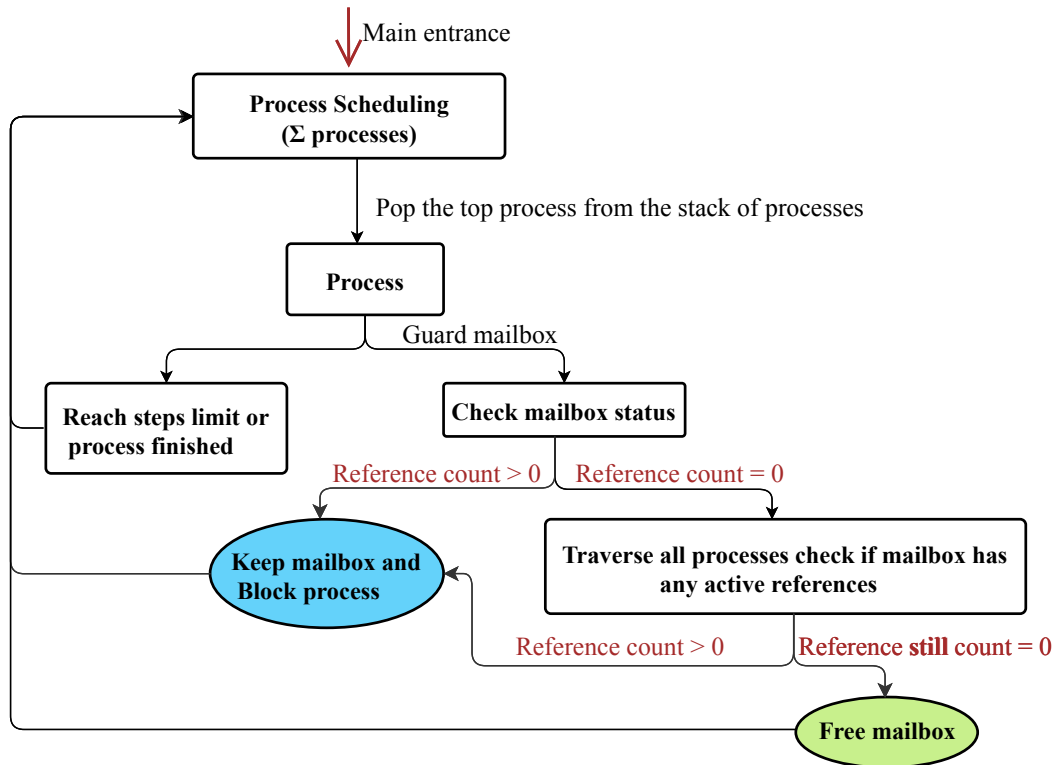 Main entrance
Process Scheduling
(Σ processes)
Pop the top process from the stack of processes
Process
Guard mailbox
Reach steps limit or
process finished
Check mailbox status
Reference count > 0
Reference count = 0
Keep mailbox and
Block process
Traverse all processes check if mailbox has
any active references
Reference count > 0
Reference still count = 0
Free mailbox